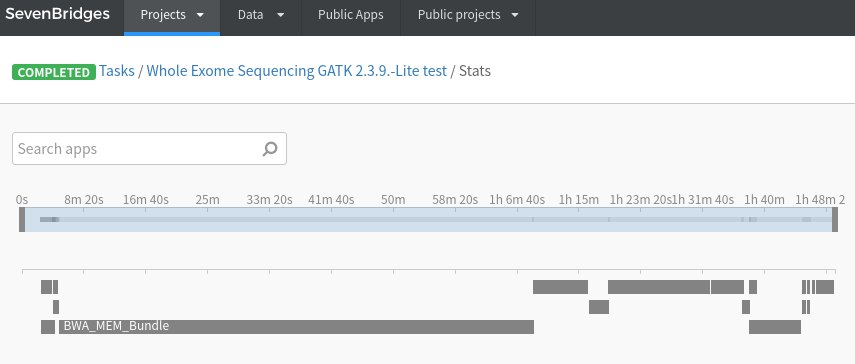 SevenBridges Projects Data Public Apps Public projects
COMPLETED Tasks / Whole Exome Sequencing GATK 2.3.9.-Lite test / Stats
Search apps
0s 8m 20s 16m 40s 25m 33m 20s 41m 40s 50m 58m 20s 1h 6m 40s 1h 15m 1h 23m 20s 1h 31m 40s 1h 40m 1h 48m 2
BWA_MEM_Bundle